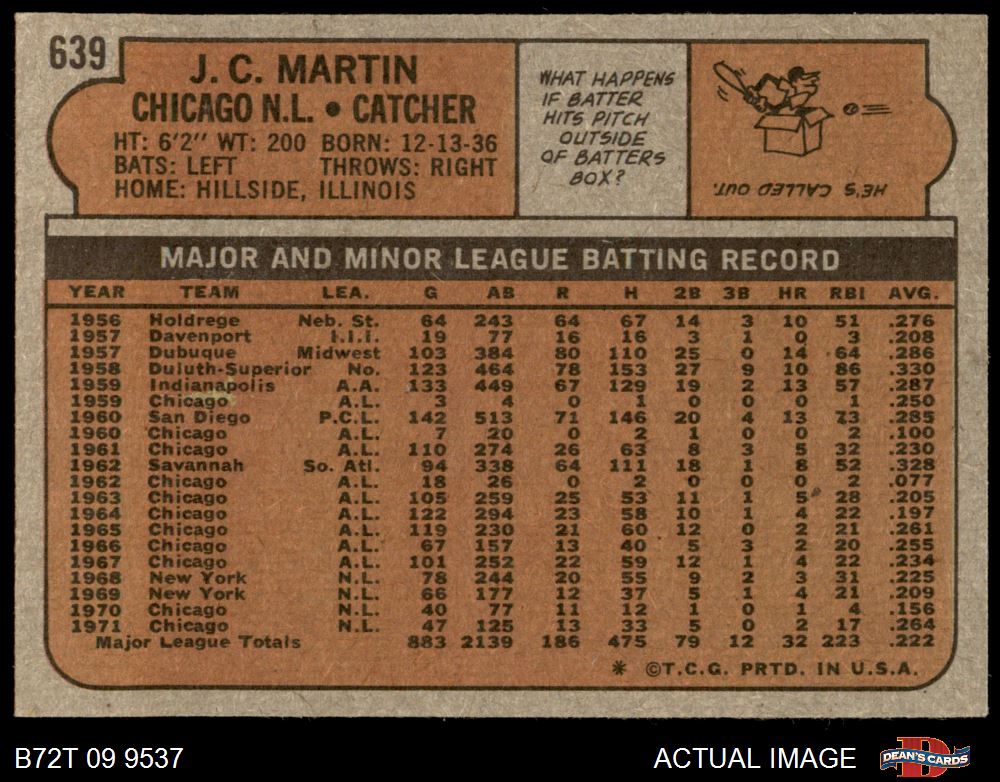 639
J. C. MARTIN
CHICAGO N.L. • CATCHER
HT: 6'2" WT: 200 BORN: 12-13-36
BATS: LEFT THROWS: RIGHT
HOME: HILLSIDE, ILLINOIS
WHAT HAPPENS
IF BATTER
HITS PITCH
OUTSIDE
OF BATTERS
BOX?
HE'S CALLED OUT.
MAJOR AND MINOR LEAGUE BATTING RECORD
YEAR TEAM LEA. G AB R H 2B 3B HR RBI AVG.
1956 Holdrege Neb. St. 64 243 64 67 14 3 10 51 .276
1957 Davenport I.I.I. 19 77 16 16 3 1 0 3 .208
1957 Dubuque Midwest 103 384 80 110 25 0 14 64 .286
1958 Duluth-Superior No. 123 464 78 153 27 9 10 86 .330
1959 Indianapolis A.A. 133 449 67 129 19 2 13 57 .287
1959 Chicago A.L. 3 4 0 1 0 0 0 1 .250
1960 San Diego P.C.L. 142 513 71 146 20 4 13 73 .285
1960 Chicago A.L. 7 20 0 2 1 0 0 2 .100
1961 Chicago A.L. 110 274 26 63 8 3 5 32 .230
1962 Savannah So. Atl. 94 338 64 111 18 1 8 52 .328
1962 Chicago A.L. 18 26 0 2 0 0 0 2 .077
1963 Chicago A.L. 105 259 25 53 11 1 5 28 .205
1964 Chicago A.L. 122 294 23 58 10 1 4 22 .197
1965 Chicago A.L. 119 230 21 60 12 0 2 21 .261
1966 Chicago A.L. 67 157 13 40 5 3 2 20 .255
1967 Chicago A.L. 101 252 22 59 12 1 4 22 .234
1968 New York N.L. 78 244 20 55 9 2 3 31 .225
1969 New York N.L. 66 177 12 37 5 1 4 21 .209
1970 Chicago N.L. 40 77 11 12 1 0 1 4 .156
1971 Chicago N.L. 47 125 13 33 5 0 2 17 .264
Major League Totals 883 2139 186 475 79 12 32 223 .222
* ©T.C.G. PRTD. IN U.S.A.
B72T 09 9537
ACTUAL IMAGE
DEAN'S CARDS